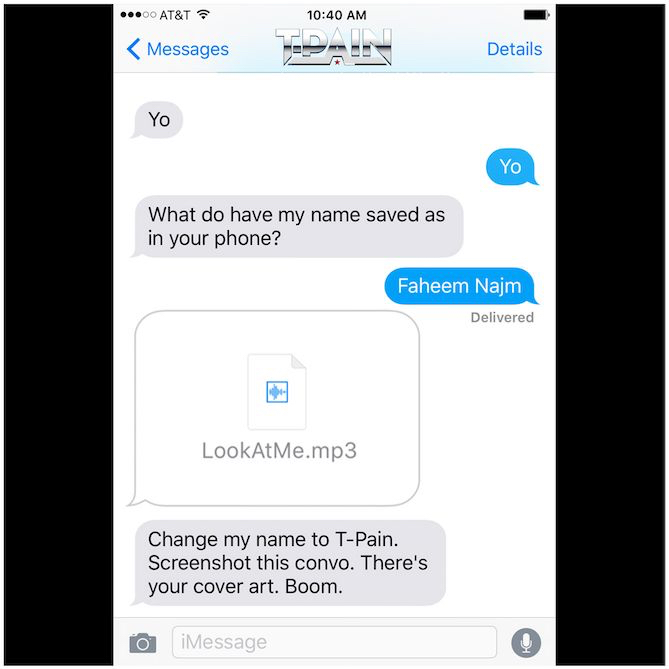 AT&T 10:40 AM
Messages T-PAIN Details
Yo
Yo
What do have my name saved as
in your phone?
Faheem Najm
Delivered
LookAtMe.mp3
Change my name to T-Pain.
Screenshot this convo. There's
your cover art. Boom.
iMessage